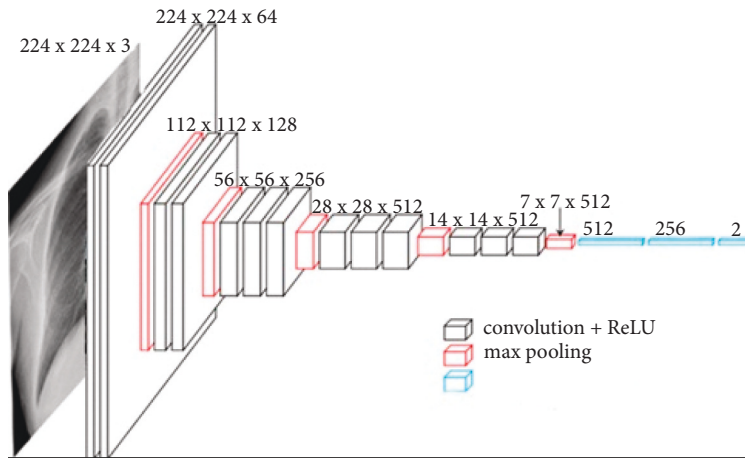 224 x 224 x 64
224 x 224 x 3
112 x 112 x 128
56 x 56 x 256
28 x 28 x 512
14 x 14 x 512
7 x 7 x 512
512
256
2
convolution + ReLU
max pooling